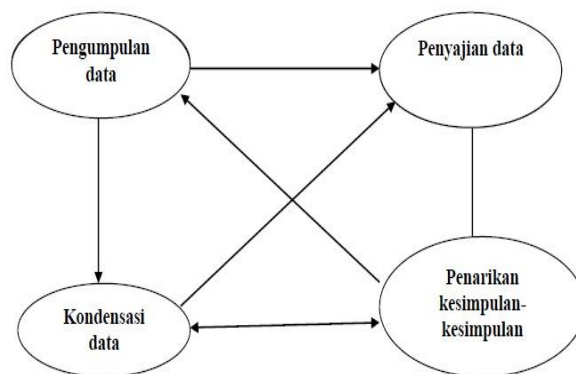 Pengumpulan
data
Penyajian data
Kondensasi
data
Penarikan
kesimpulan-
kesimpulan